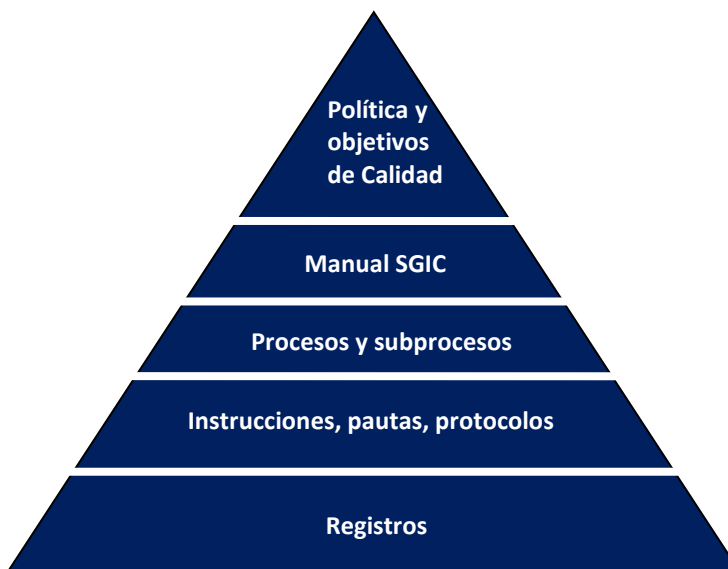 Política y
objetivos
de Calidad
Manual SGIC
Procesos y subprocesos
Instrucciones, pautas, protocolos
Registros